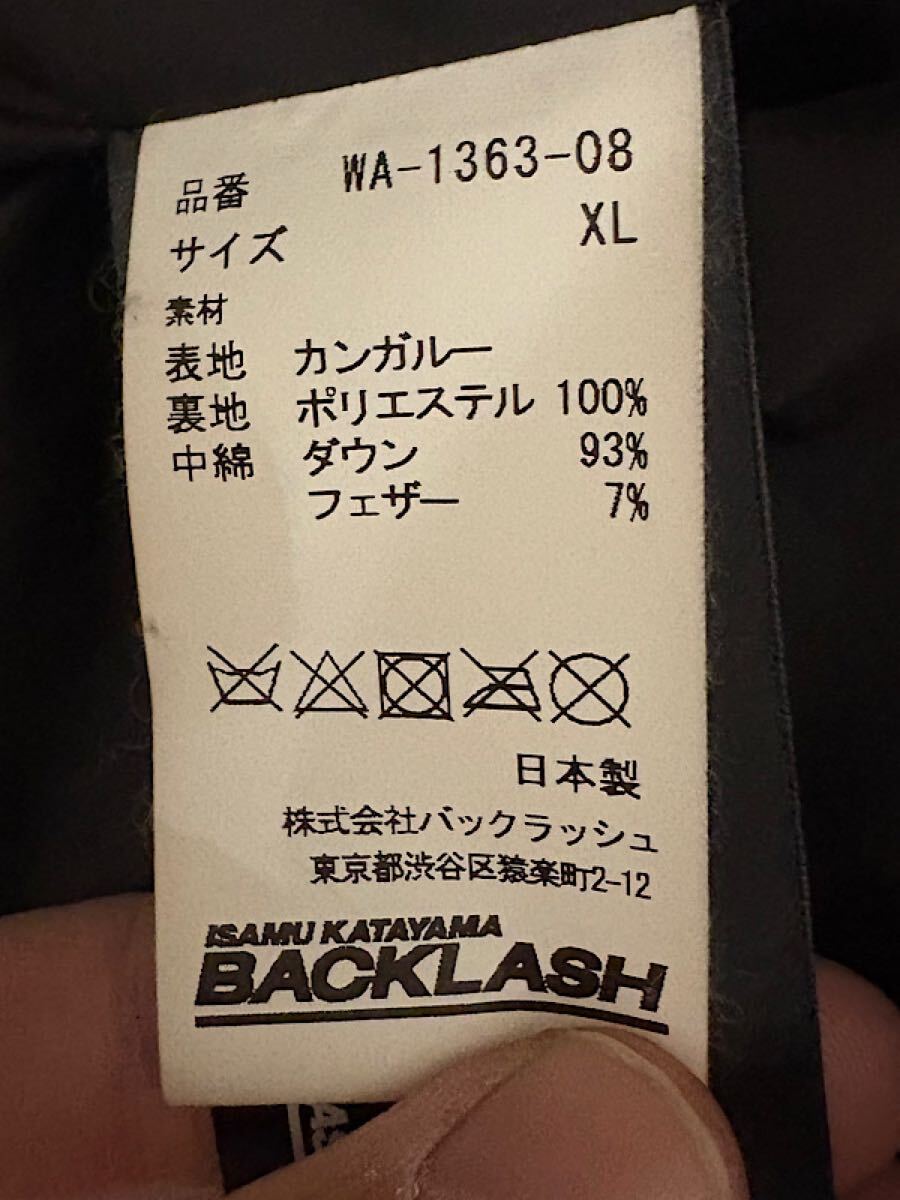 品番 WA-1363-08
サイズ XL
素材
表地 カンガルー
裏地 ポリエステル 100%
中綿 ダウン 93%
フェザー 7%
日本製
株式会社バックラッシュ
東京都渋谷区猿楽町2-12
ISAMU KATAYAMA
BACKLASH